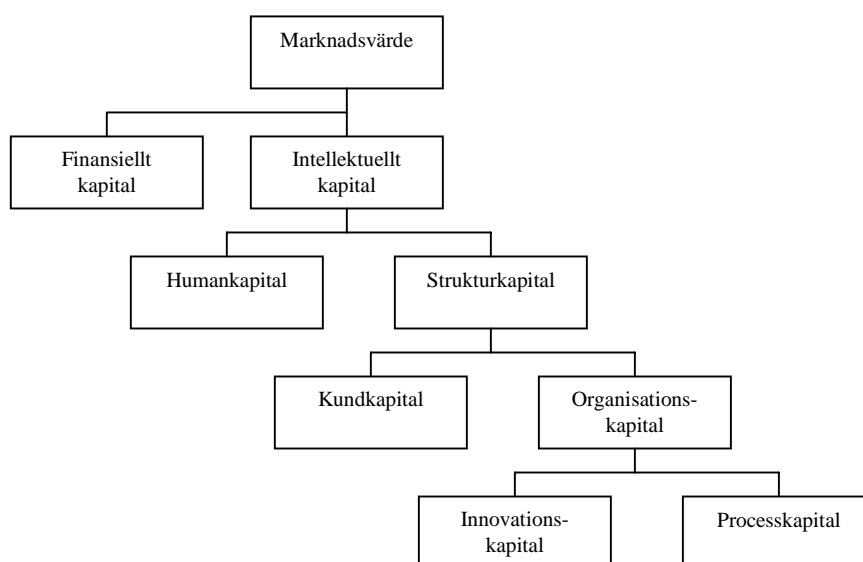 Marknadsvärde
Finansiellt
kapital
Intellektuellt
kapital
Humankapital
Strukturkapital
Kundkapital
Organisations-
kapital
Innovations-
kapital
Processkapital